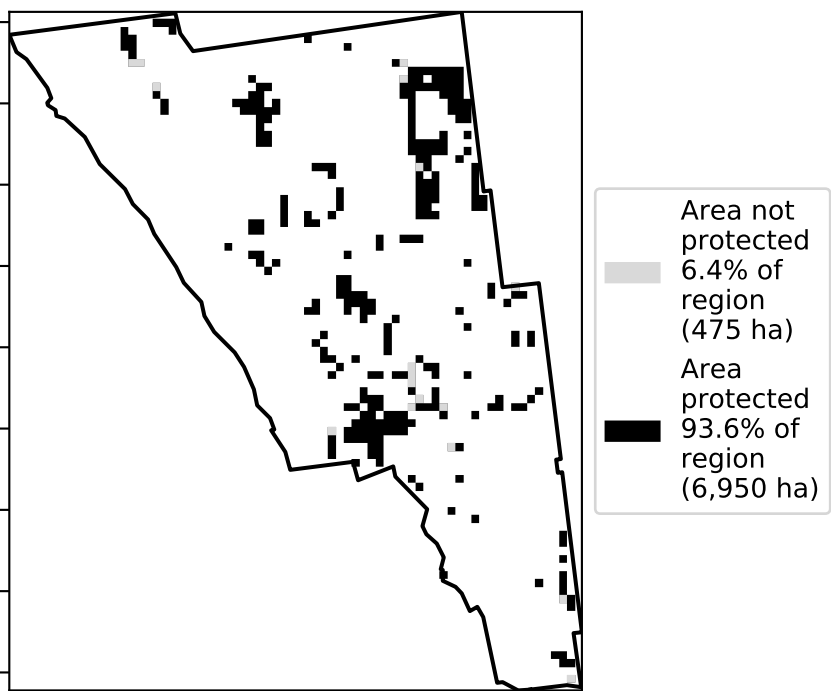 Area not
protected
6.4% of
region
(475 ha)
Area
protected
93.6% of
region
(6,950 ha)